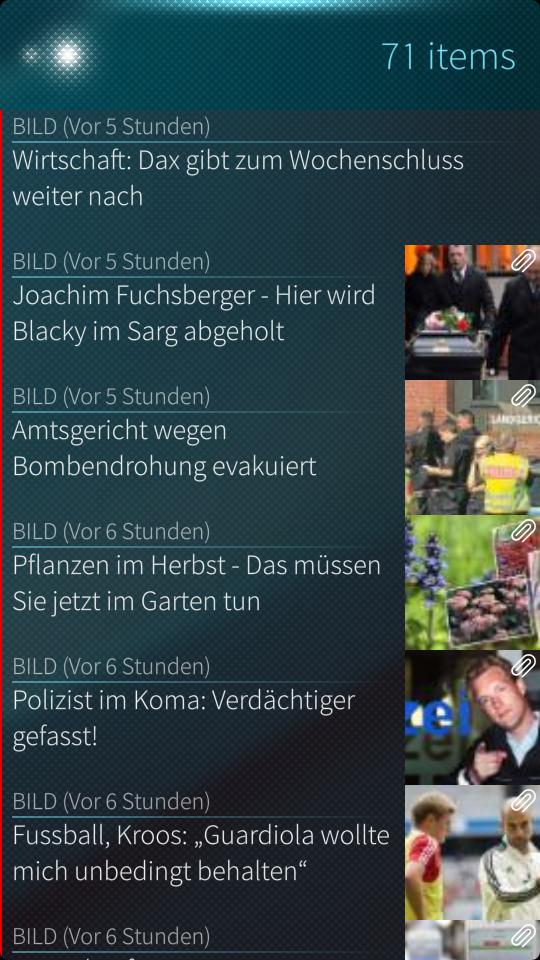 71 items
BILD (Vor 5 Stunden)
Wirtschaft: Dax gibt zum Wochenschluss
weiter nach
BILD (Vor 5 Stunden)
Joachim Fuchsberger - Hier wird
Blacky im Sarg abgeholt
BILD (Vor 5 Stunden)
Amtsgericht wegen
Bombendrohung evakuiert
BILD (Vor 6 Stunden)
Pflanzen im Herbst - Das müssen
Sie jetzt im Garten tun
BILD (Vor 6 Stunden)
Polizist im Koma: Verdächtiger
gefasst!
zei
BILD (Vor 6 Stunden)
Fussball, Kroos: „Guardiola wollte
mich unbedingt behalten“
BILD (Vor 6 Stunden)